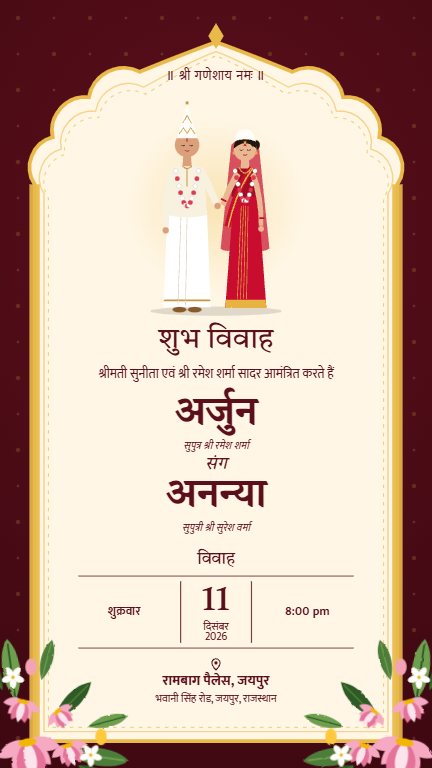 ॥ श्री गणेशाय नमः ॥
शुभ विवाह
श्रीमती सुनीता एवं श्री रमेश शर्मा सादर आमंत्रित करते हैं
अर्जुन
सुपुत्र श्री रमेश शर्मा
संग
अनन्या
सुपुत्री श्री सुरेश वर्मा
विवाह
शुक्रवार
11
दिसंबर
2026
8:00 pm
रामबाग पैलेस, जयपुर
भवानी सिंह रोड, जयपुर, राजस्थान